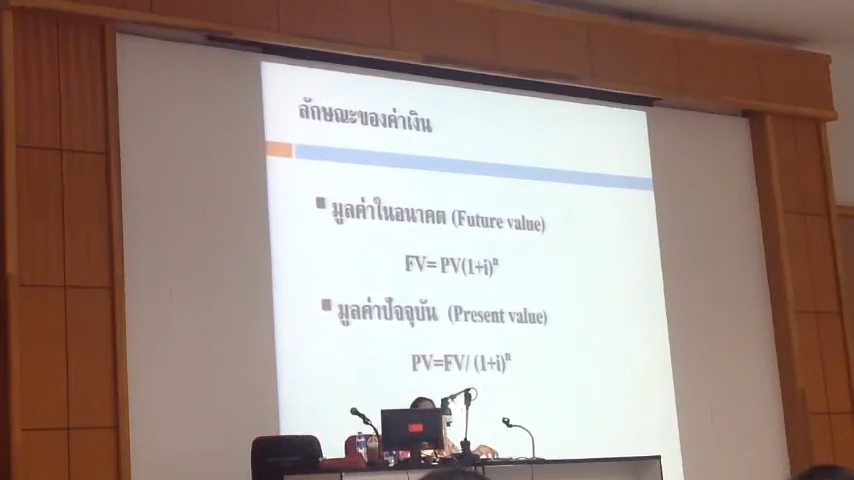 ลักษณะของค่าเงิน
มูลค่าในอนาคต (Future value)
FV= PV(1+i)ⁿ
มูลค่าปัจจุบัน (Present value)
PV=FV/ (1+i)ⁿ